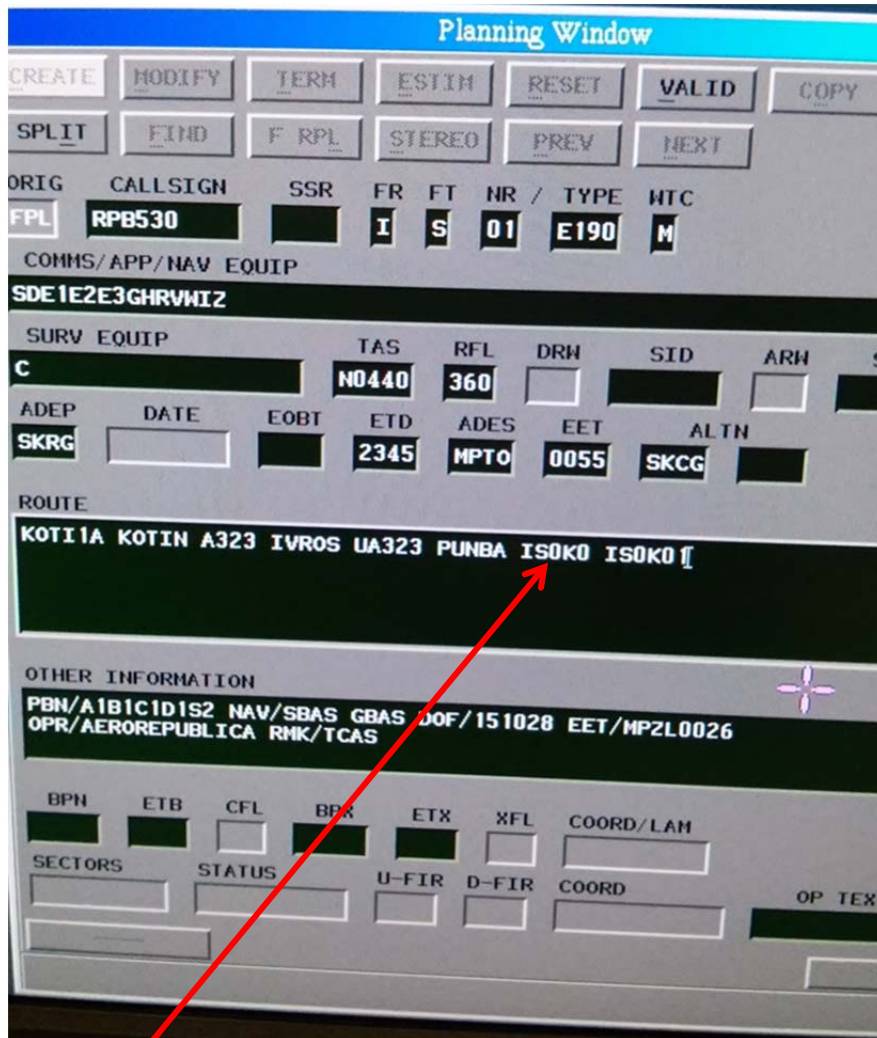 Planning Window
CREATE MODIFY TERM ESTIM RESET VALID COPY
SPLIT FIND F RPL STEREO PREV NEXT
ORIG CALLSIGN SSR FR FT NR / TYPE WTC
FPL RPB530 I S 01 E190 M
COMMS/APP/NAV EQUIP
SDE1E2E3GHRVWIZ
SURV EQUIP TAS RFL DRW SID ARW
C N0440 360
ADEP DATE EOBT ETD ADES EET ALTN
SKRG 2345 MPTO 0055 SKCG
ROUTE
KOTI1A KOTIN A323 IVROS UA323 PUNBA ISOKO ISOKO1
OTHER INFORMATION
PBN/A1B1C1D1S2 NAV/SBAS GBAS DOF/151028 EET/MPZL0026
OPR/AEROREPUBLICA RMK/TCAS
BPN ETB CFL BPX ETX XFL COORD/LAM
SECTORS STATUS U-FIR D-FIR COORD OP TEX